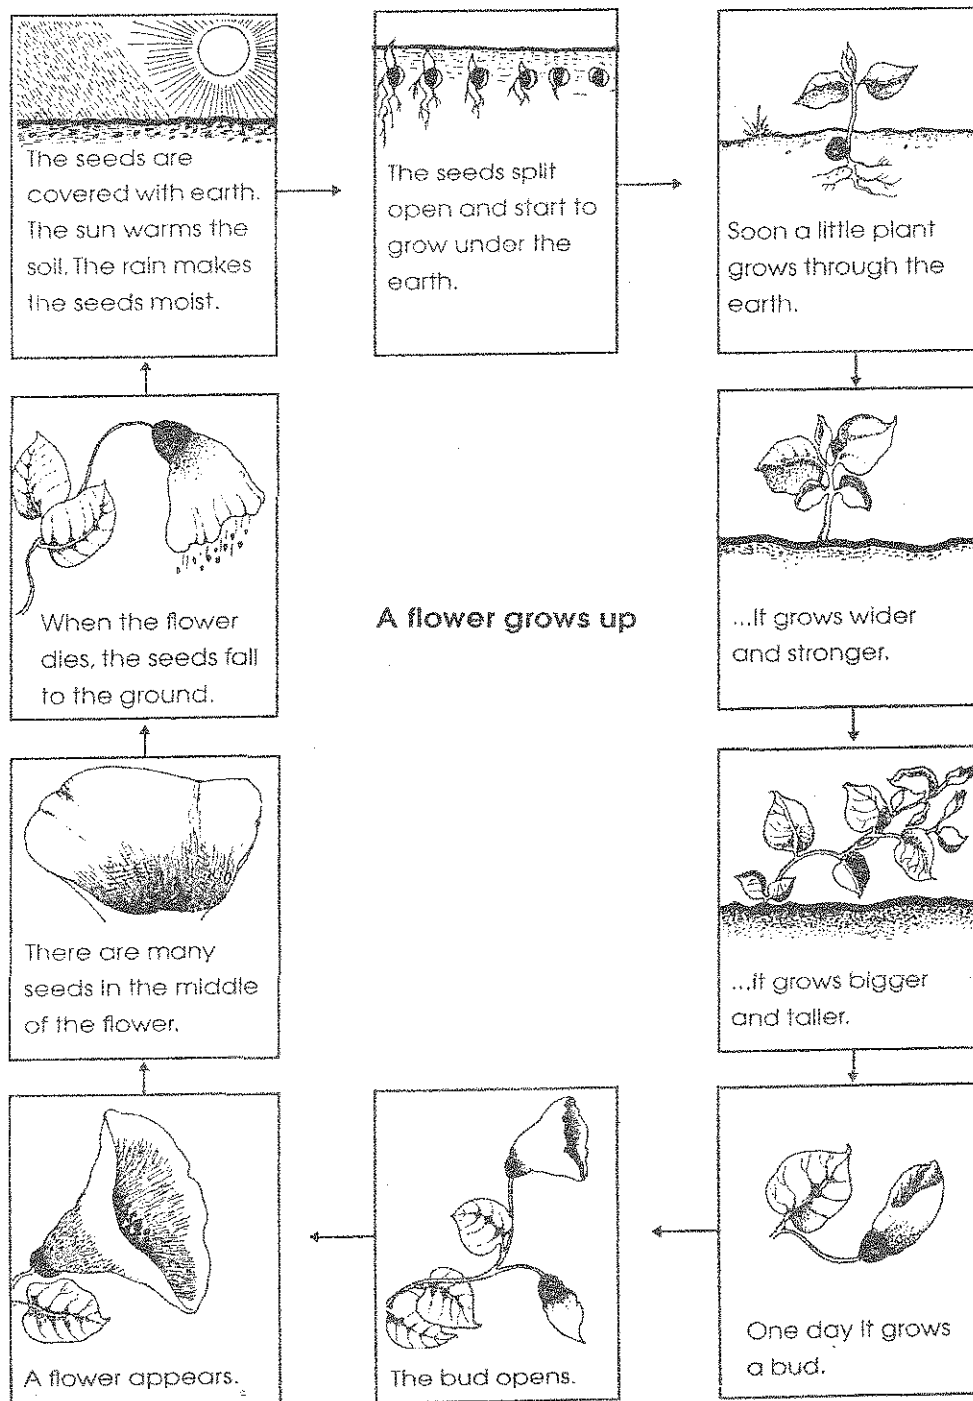 The seeds are
covered with earth.
The sun warms the
soil. The rain makes
the seeds moist.
The seeds split
open and start to
grow under the
earth.
Soon a little plant
grows through the
earth.
...It grows wider
and stronger.
...it grows bigger
and taller.
One day it grows
a bud.
The bud opens.
A flower appears.
There are many
seeds in the middle
of the flower.
When the flower
dies, the seeds fall
to the ground.
A flower grows up